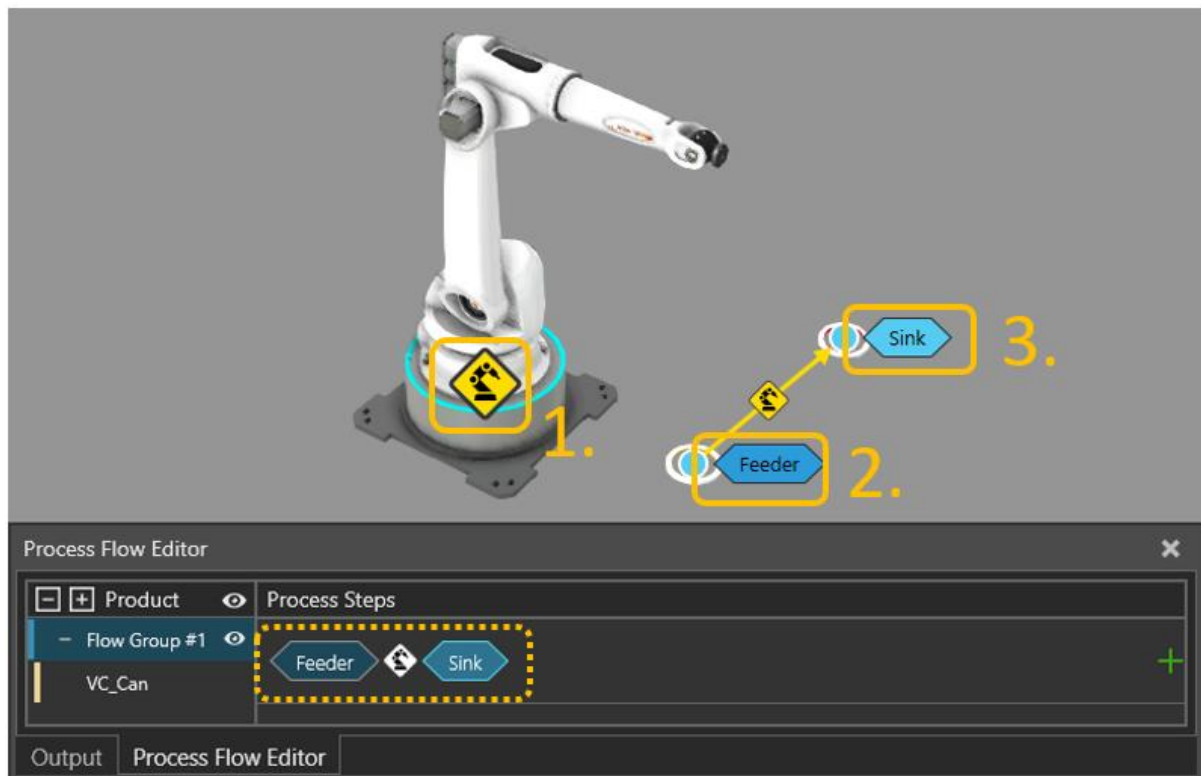 Sink
3.
1.
Feeder
2.
Process Flow Editor
Product
Process Steps
Flow Group #1
Feeder
Sink
VC_Can
Output
Process Flow Editor